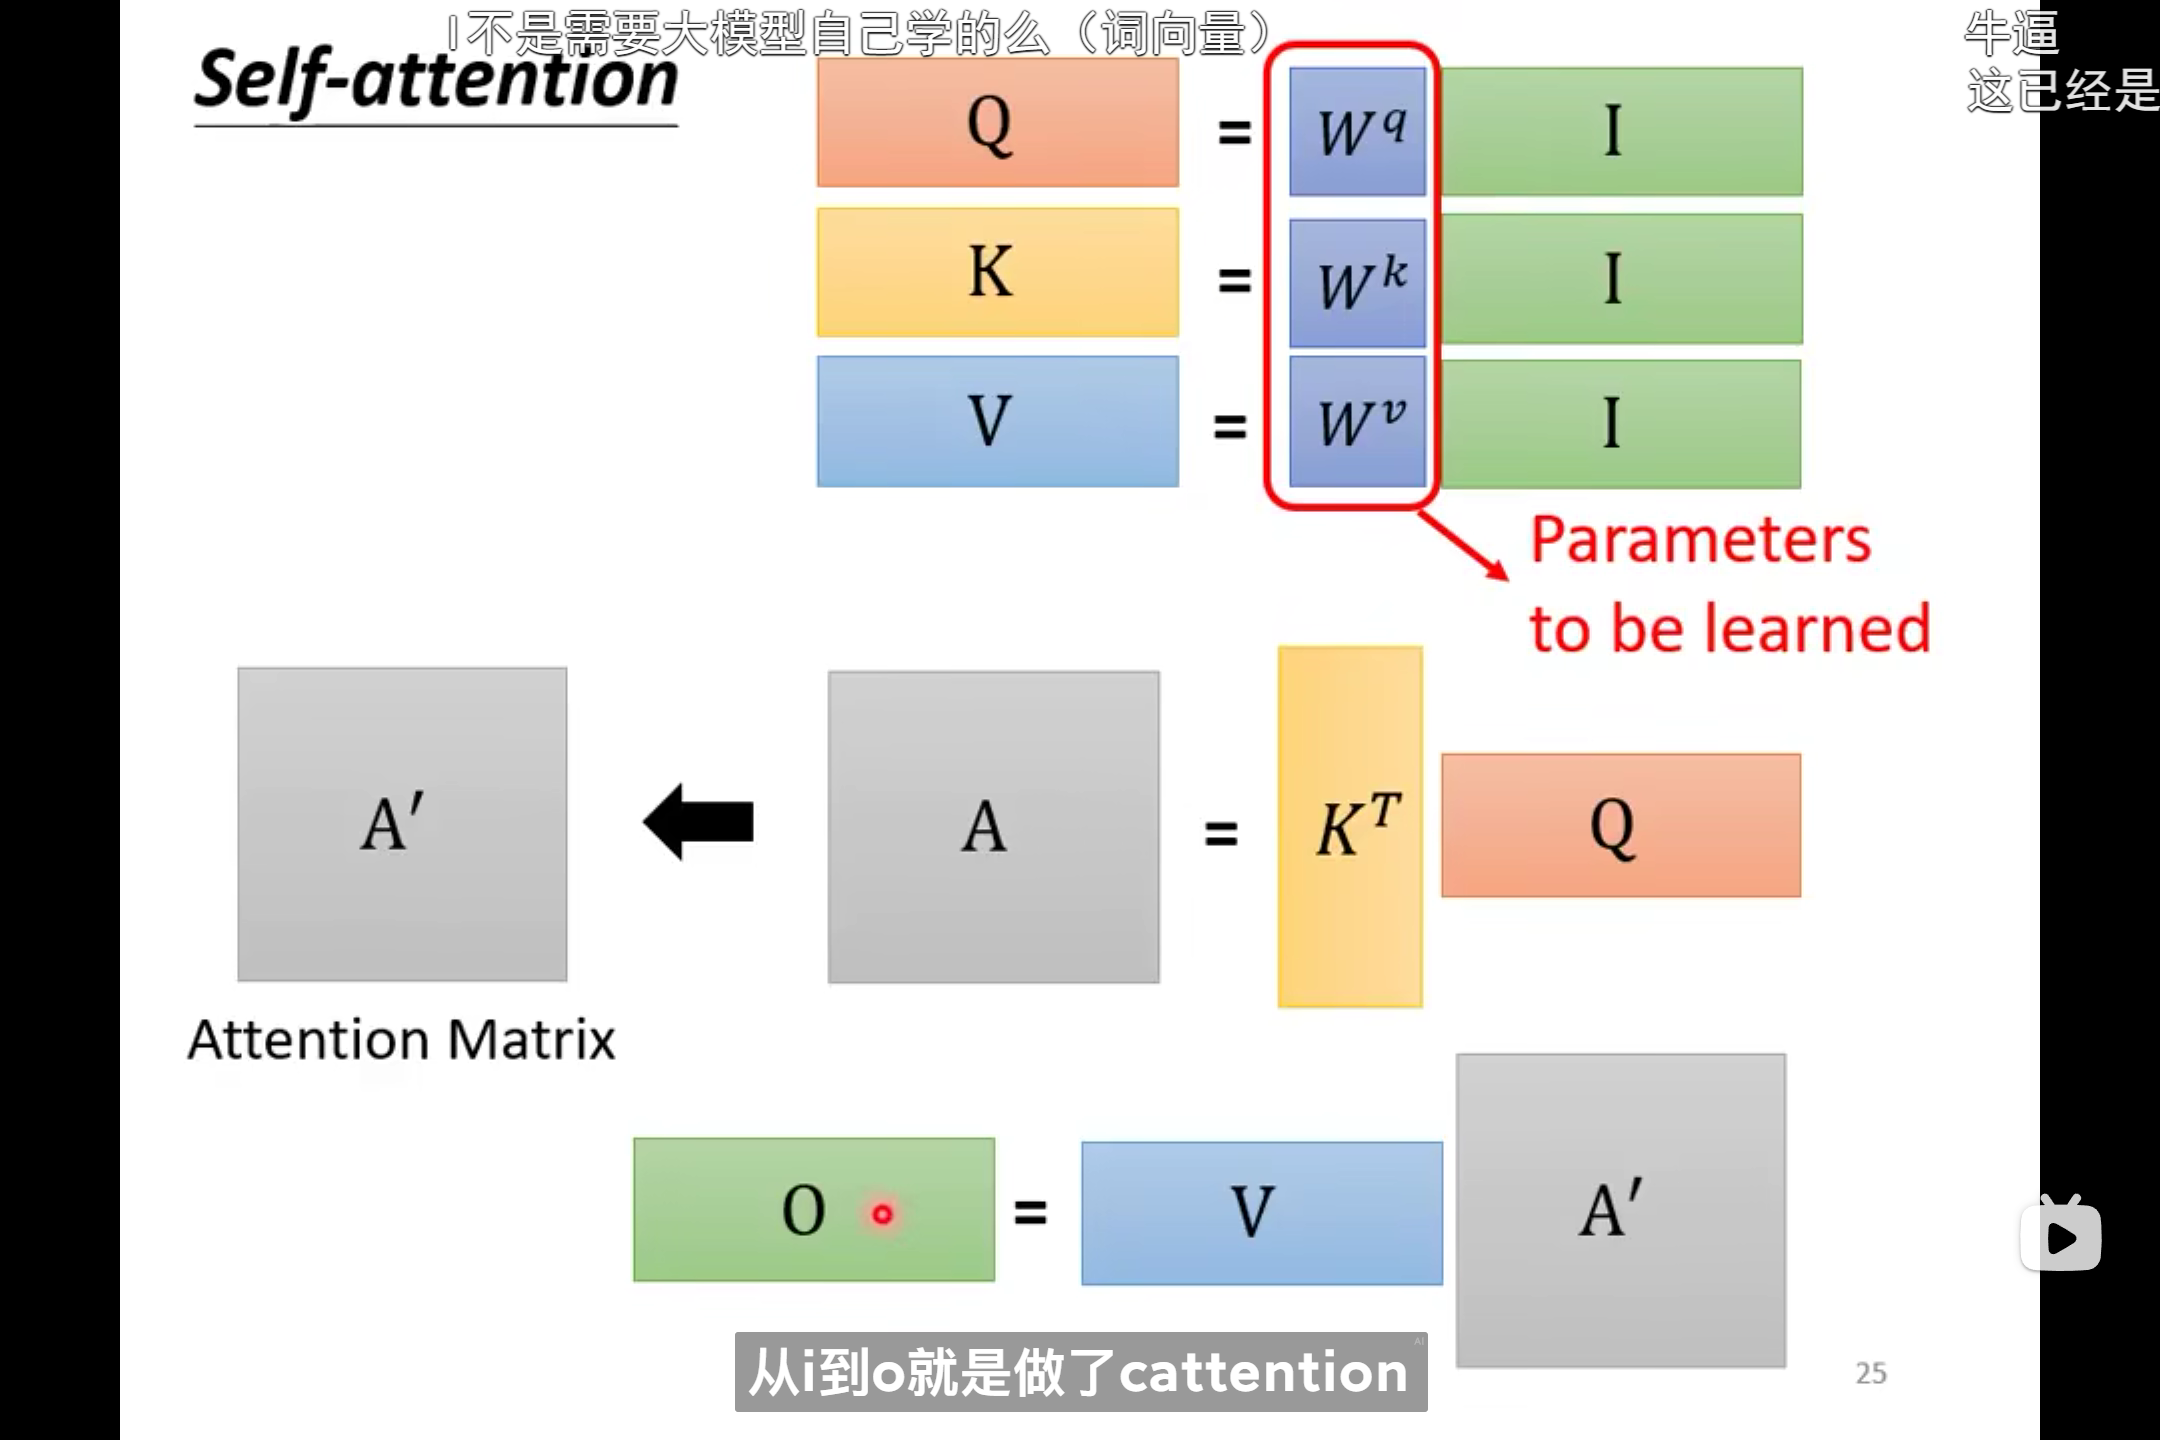 I不是需要大模型自己学的么（词向量）
牛逼
这已经是
Self-attention
Q = W^q I
K = W^k I
V = W^v I
Parameters
to be learned
A′ A = K^T Q
Attention Matrix
O = V A′
从i到o就是做了cattention
AI
25